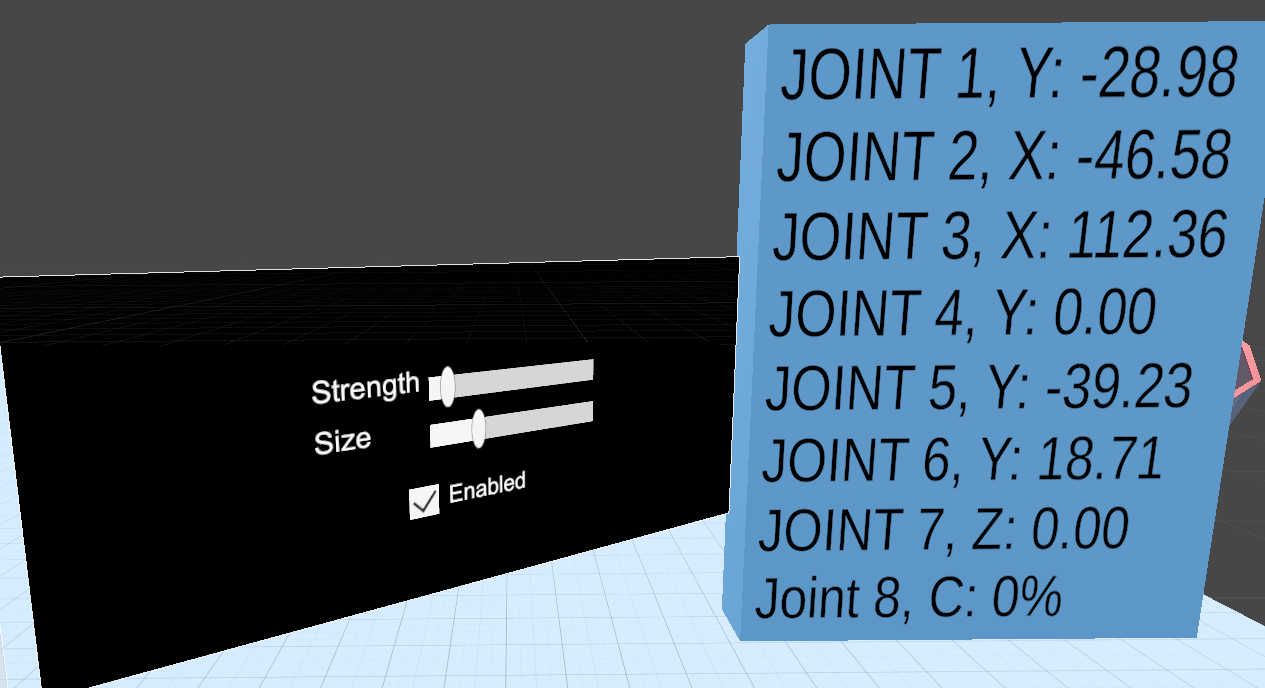 JOINT 1, Y: -28.98
JOINT 2, X: -46.58
JOINT 3, X: 112.36
JOINT 4, Y: 0.00
JOINT 5, Y: -39.23
JOINT 6, Y: 18.71
JOINT 7, Z: 0.00
Joint 8, C: 0%
Strength
Size
Enabled